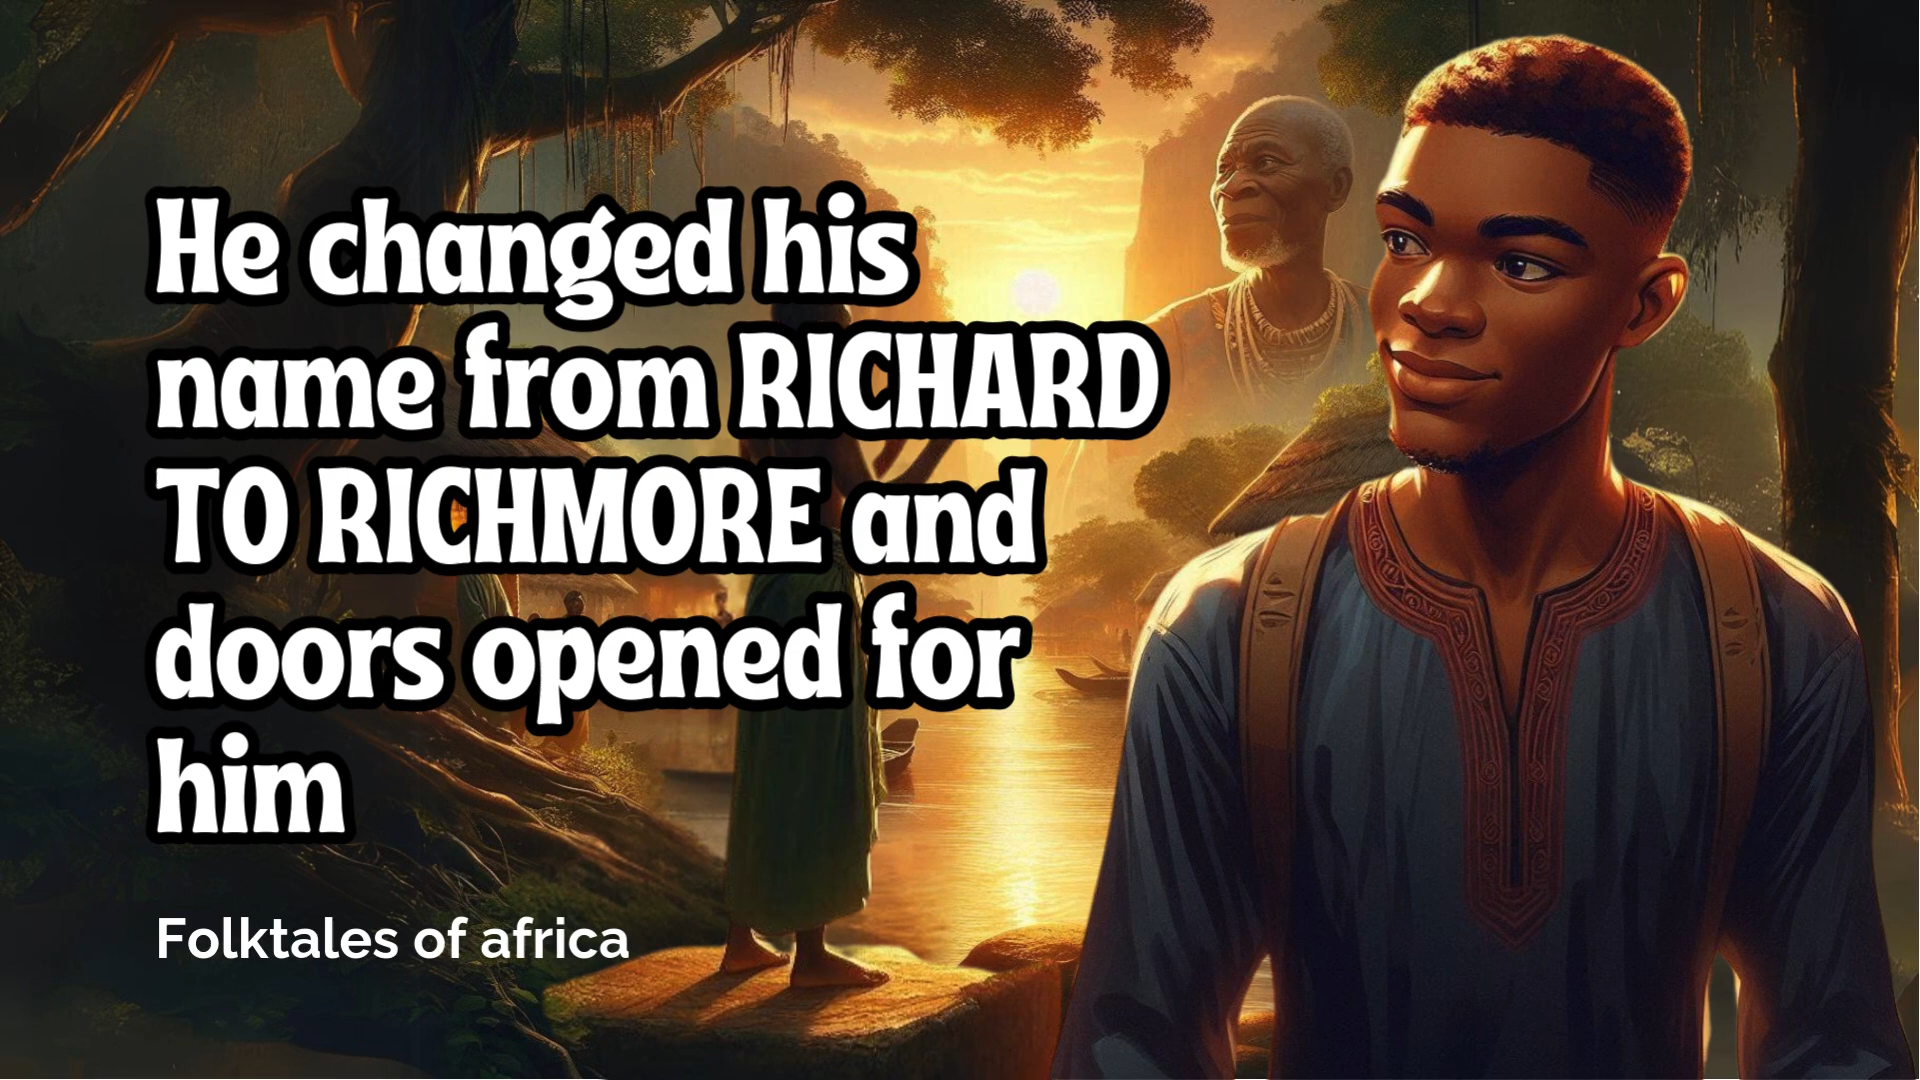 He changed his
name from RICHARD
TO RICHMORE and
doors opened for
him
Folktales of africa